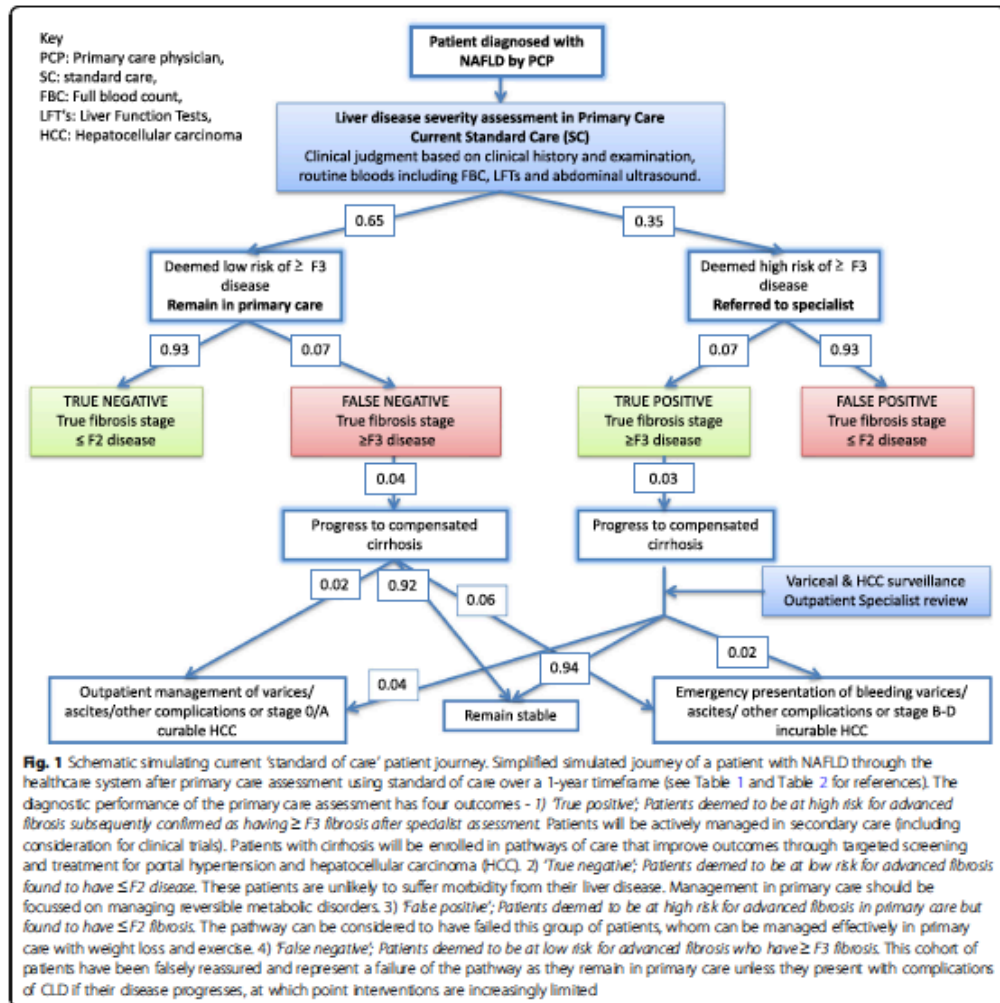 Key
PCP: Primary care physician,
SC: standard care,
FBC: Full blood count,
LFT's: Liver Function Tests,
HCC: Hepatocellular carcinoma
Patient diagnosed with
NAFLD by PCP
Liver disease severity assessment in Primary Care
Current Standard Care (SC)
Clinical judgment based on clinical history and examination,
routine bloods including FBC, LFTs and abdominal ultrasound.
0.65
0.35
Deemed low risk of ≥ F3
disease
Remain in primary care
Deemed high risk of ≥ F3
disease
Referred to specialist
0.93
0.07
0.07
0.93
TRUE NEGATIVE
True fibrosis stage
≤ F2 disease
FALSE NEGATIVE
True fibrosis stage
≥F3 disease
TRUE POSITIVE
True fibrosis stage
≥F3 disease
FALSE POSITIVE
True fibrosis stage
≤ F2 disease
0.04
0.03
Progress to compensated
cirrhosis
Progress to compensated
cirrhosis
Variceal & HCC surveillance
Outpatient Specialist review
0.02
0.92
0.06
0.04
0.94
0.02
Outpatient management of varices/
ascites/other complications or stage 0/A
curable HCC
Remain stable
Emergency presentation of bleeding varices/
ascites/ other complications or stage B-D
incurable HCC
Fig. 1 Schematic simulating current 'standard of care' patient journey. Simplified simulated journey of a patient with NAFLD through the
healthcare system after primary care assessment using standard of care over a 1-year timeframe (see Table 1 and Table 2 for references). The
diagnostic performance of the primary care assessment has four outcomes - 1) 'True positive'; Patients deemed to be at high risk for advanced
fibrosis subsequently confirmed as having ≥ F3 fibrosis after specialist assessment. Patients will be actively managed in secondary care (including
consideration for clinical trials). Patients with cirrhosis will be enrolled in pathways of care that improve outcomes through targeted screening
and treatment for portal hypertension and hepatocellular carcinoma (HCC). 2) 'True negative'; Patients deemed to be at low risk for advanced fibrosis
found to have ≤F2 disease. These patients are unlikely to suffer morbidity from their liver disease. Management in primary care should be
focussed on managing reversible metabolic disorders. 3) 'False positive'; Patients deemed to be at high risk for advanced fibrosis in primary care but
found to have ≤F2 fibrosis. The pathway can be considered to have failed this group of patients, whom can be managed effectively in primary
care with weight loss and exercise. 4) 'False negative'; Patients deemed to be at low risk for advanced fibrosis who have ≥ F3 fibrosis. This cohort of
patients have been falsely reassured and represent a failure of the pathway as they remain in primary care unless they present with complications
of CLD if their disease progresses, at which point interventions are increasingly limited